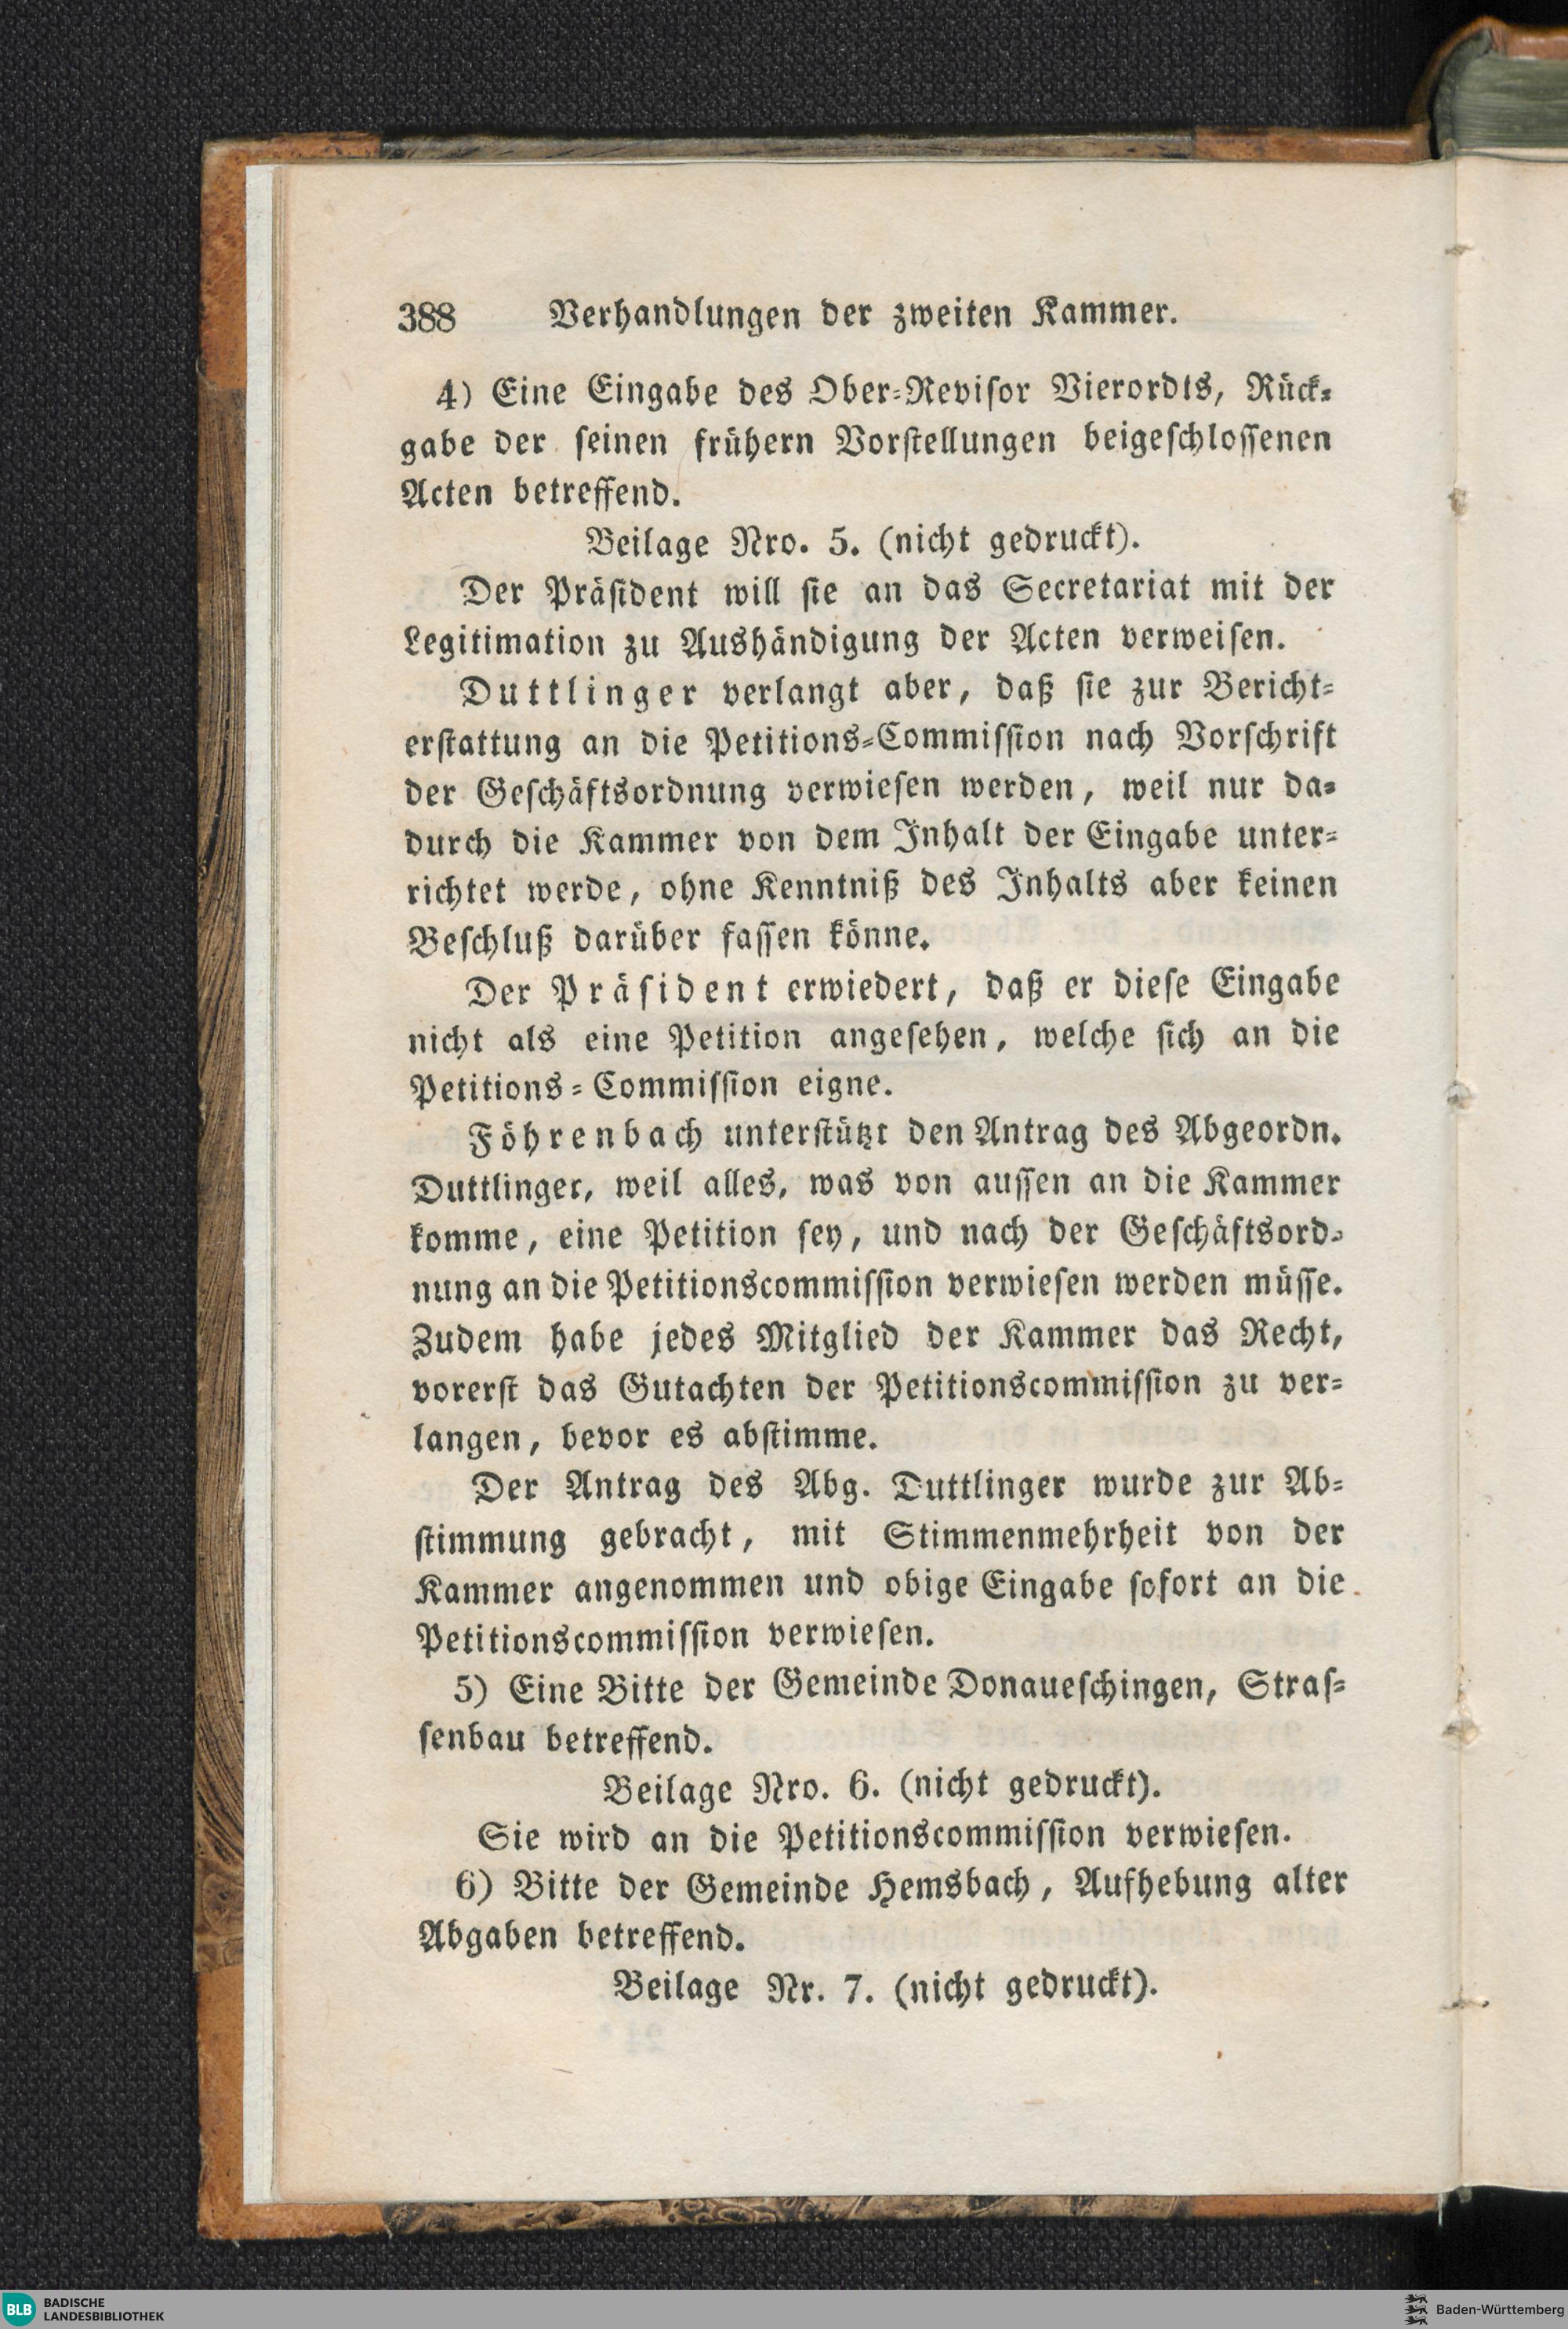 388 Verhandlungen der zweiten Kammer.
4) Eine Eingabe des Ober-Revisor Vierordts, Rück-
gabe der seinen frühern Vorstellungen beigeschlossenen
Acten betreffend.
Beilage Nro. 5. (nicht gedruckt).
Der Präsident will sie an das Secretariat mit der
Legitimation zu Aushändigung der Acten verweisen.
Duttlinger verlangt aber, daß sie zur Bericht-
erstattung an die Petitions-Commission nach Vorschrift
der Geschäftsordnung verwiesen werden, weil nur da-
durch die Kammer von dem Inhalt der Eingabe unter-
richtet werde, ohne Kenntniß des Inhalts aber keinen
Beschluß darüber fassen könne.
Der Präsident erwiedert, daß er diese Eingabe
nicht als eine Petition angesehen, welche sich an die
Petitions-Commission eigne.
Föhrenbach unterstützt den Antrag des Abgeordn.
Duttlinger, weil alles, was von aussen an die Kammer
komme, eine Petition sey, und nach der Geschäftsord-
nung an die Petitionscommission verwiesen werden müsse.
Zudem habe jedes Mitglied der Kammer das Recht,
vorerst das Gutachten der Petitionscommission zu ver-
langen, bevor es abstimme.
Der Antrag des Abg. Duttlinger wurde zur Ab-
stimmung gebracht, mit Stimmenmehrheit von der
Kammer angenommen und obige Eingabe sofort an die
Petitionscommission verwiesen.
5) Eine Bitte der Gemeinde Donaueschingen, Stras-
senbau betreffend.
Beilage Nro. 6. (nicht gedruckt).
Sie wird an die Petitionscommission verwiesen.
6) Bitte der Gemeinde Hemsbach, Aufhebung alter
Abgaben betreffend.
Beilage Nr. 7. (nicht gedruckt).
BLB BADISCHE
LANDESBIBLIOTHEK
Baden-Württemberg